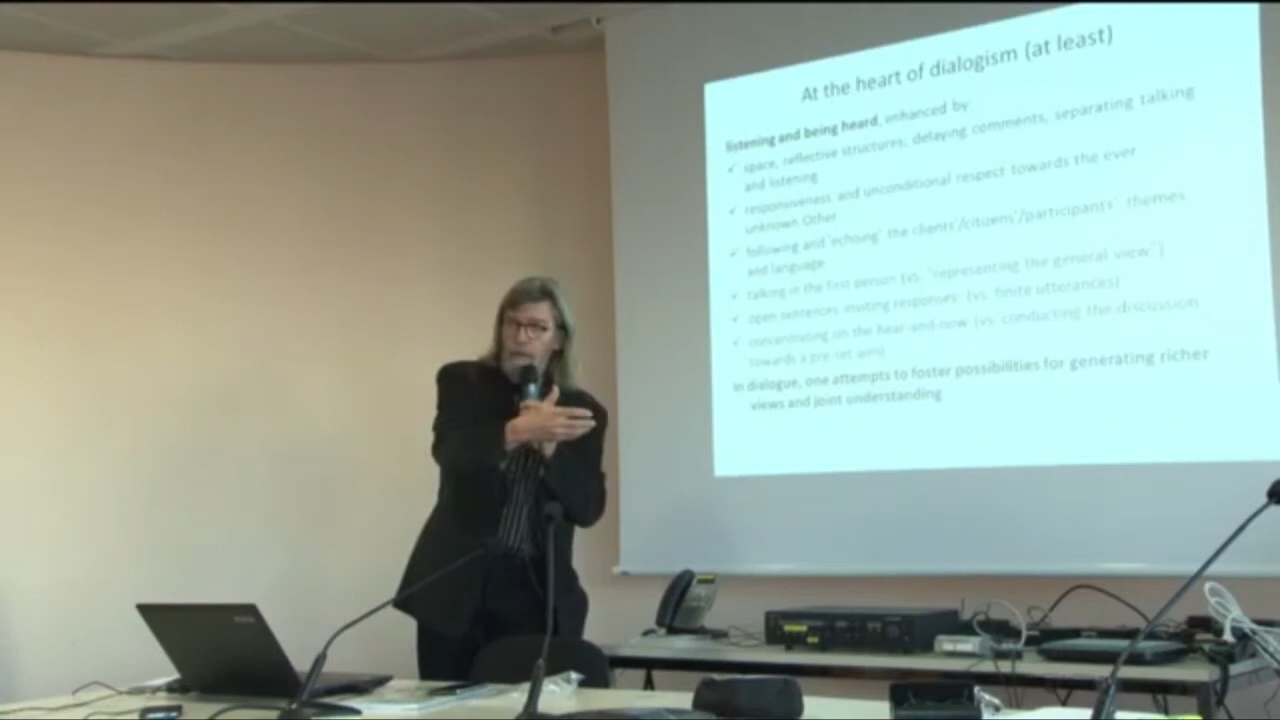 At the heart of dialogism (at least)
listening and being heard, enhanced by:
✓ space, reflective structures; delaying comments, separating talking
and listening
✓ responsiveness and unconditional respect towards the ever
unknown Other
✓ following and 'echoing' the clients'/citizens'/participants' themes
and language
✓ talking in the first person (vs. "representing the general view")
✓ open sentences inviting responses (vs. finite utterances)
✓ concentrating on the hear-and-now (vs conducting the discussion
towards a pre-set aim)
In dialogue, one attempts to foster possibilities for generating richer
views and joint understanding